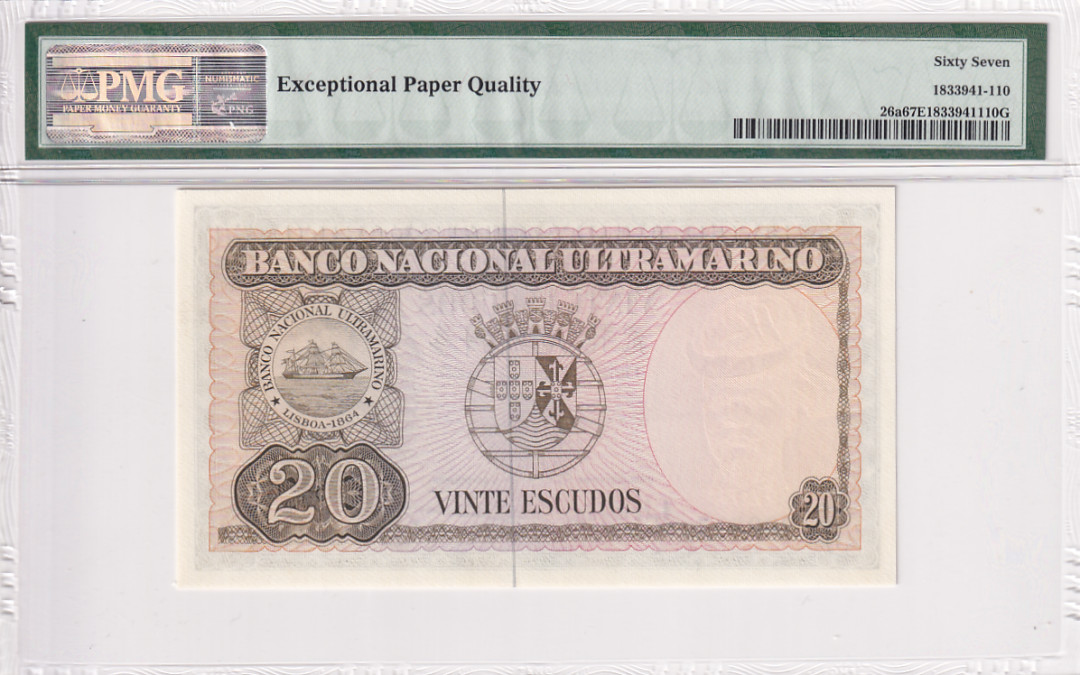 PMG
PAPER MONEY GUARANTY
NUMISMATIC
PNG
Exceptional Paper Quality
Sixty Seven
1833941-110
26a67E1833941110G
BANCO NACIONAL ULTRAMARINO
BANCO NACIONAL ULTRAMARINO
★ LISBOA-1864 ★
20
VINTE ESCUDOS
20